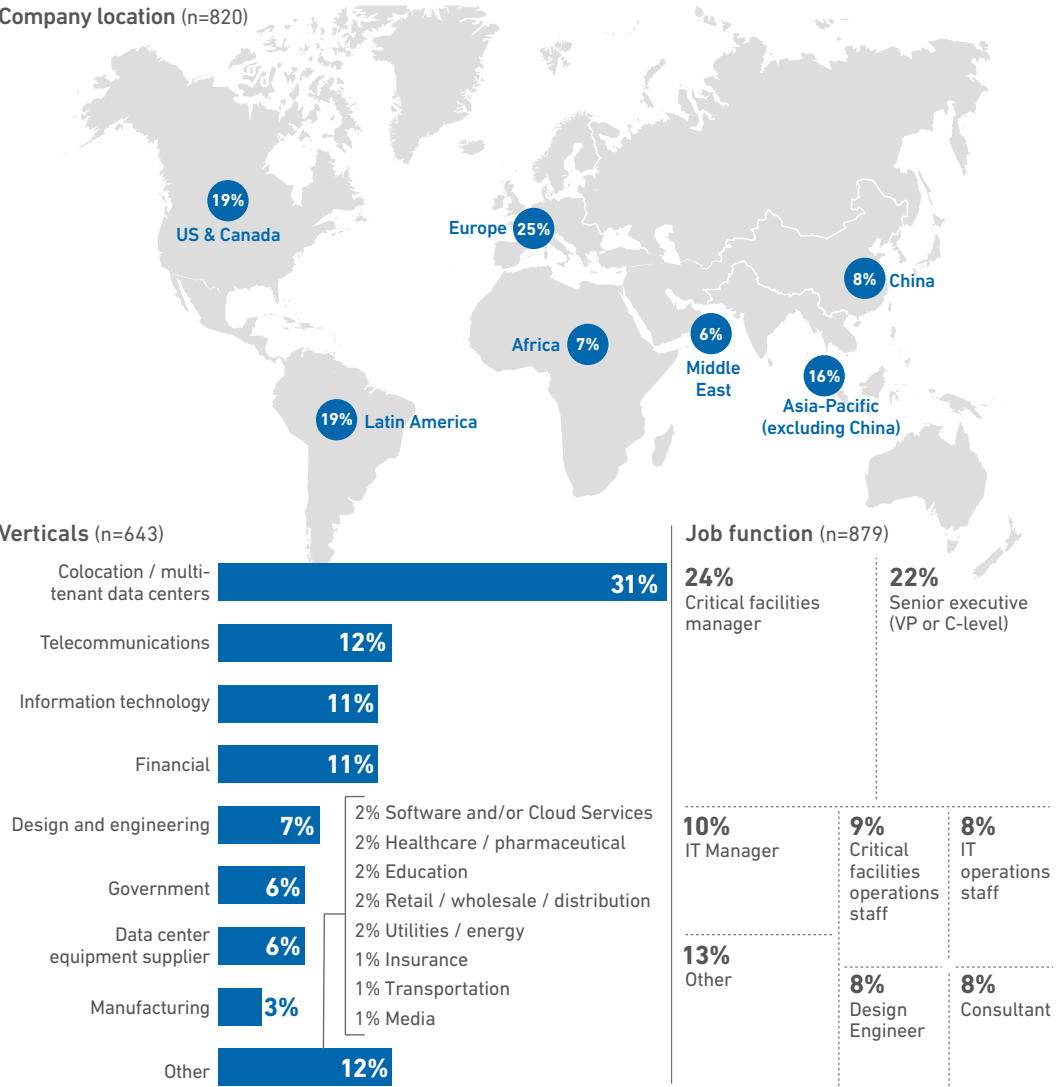 Company location (n=820)
19%
US & Canada
Europe 25%
8% China
Africa 7%
6%
Middle
East
16%
Asia-Pacific
(excluding China)
19% Latin America
Verticals (n=643)
Colocation / multi-
tenant data centers
31%
Telecommunications
12%
Information technology
11%
Financial
11%
Design and engineering
7%
Government
6%
Data center
equipment supplier
6%
Manufacturing
3%
Other
12%
2% Software and/or Cloud Services
2% Healthcare / pharmaceutical
2% Education
2% Retail / wholesale / distribution
2% Utilities / energy
1% Insurance
1% Transportation
1% Media
Job function (n=879)
24%
Critical facilities
manager
22%
Senior executive
(VP or C-level)
10%
IT Manager
9%
Critical
facilities
operations
staff
8%
IT
operations
staff
13%
Other
8%
Design
Engineer
8%
Consultant